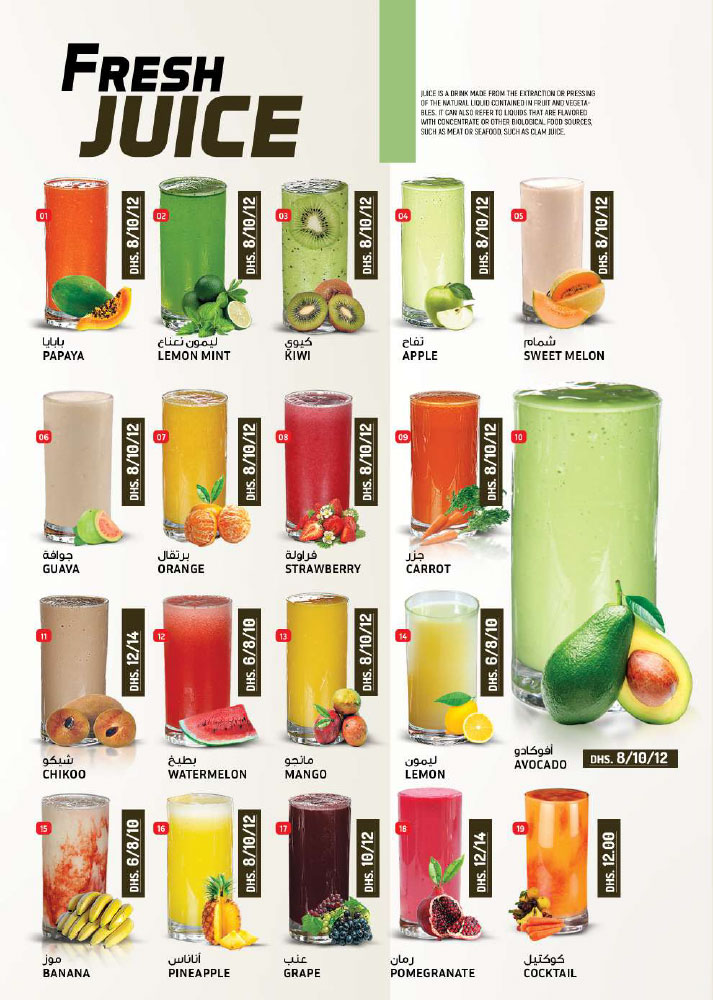 FRESH
JUICE
JUICE IS A DRINK MADE FROM THE EXTRACTION OR PRESSING
OF THE NATURAL LIQUID CONTAINED IN FRUIT AND VEGETA-
BLES. IT CAN ALSO REFER TO LIQUIDS THAT ARE FLAVORED
WITH CONCENTRATE OR OTHER BIOLOGICAL FOOD SOURCES,
SUCH AS MEAT OR SEAFOOD, SUCH AS CLAM JUICE.
01
DHS. 8/10/12
بابايا
PAPAYA
02
DHS. 8/10/12
ليمون نعناع
LEMON MINT
03
DHS. 8/10/12
كيوي
KIWI
04
DHS. 8/10/12
تفاح
APPLE
05
DHS. 8/10/12
شمام
SWEET MELON
06
DHS. 8/10/12
جوافة
GUAVA
07
DHS. 8/10/12
برتقال
ORANGE
08
DHS. 8/10/12
فراولة
STRAWBERRY
09
DHS. 8/10/12
جزر
CARROT
10
أفوكادو
AVOCADO
DHS. 8/10/12
11
DHS. 12/14
شيكو
CHIKOO
12
DHS. 6/8/10
بطيخ
WATERMELON
13
DHS. 8/10/12
مانجو
MANGO
14
DHS. 6/8/10
ليمون
LEMON
15
DHS. 6/8/10
موز
BANANA
16
DHS. 8/10/12
أناناس
PINEAPPLE
17
DHS. 10/12
عنب
GRAPE
18
DHS. 12/14
رمان
POMEGRANATE
19
DHS. 12.00
كوكتيل
COCKTAIL